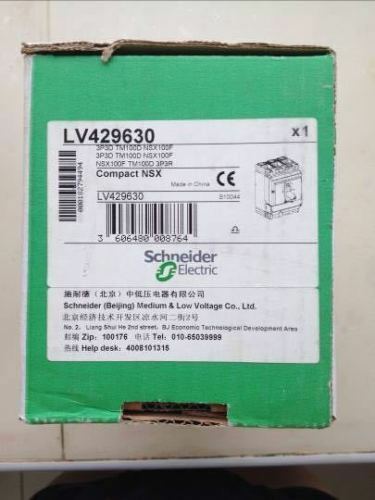 LV429630 x1
3P3D TM100D NSX100F
3P3D TM100D NSX100F
NSX100F TM100D 3P3R
Compact NSX
Made in China CE
LV429630 S10044
3 606480 008764
Schneider
Electric
施耐德（北京）中低压电器有限公司
Schneider (Beijing) Medium & Low Voltage Co., Ltd.
北京经济技术开发区凉水河二街2号
No. 2, Liang Shui He 2nd street, BJ Economic Technological Development Area
邮编 Zip: 100176 电话 Tel: 010-65039999
热线 Help desk: 4008101315